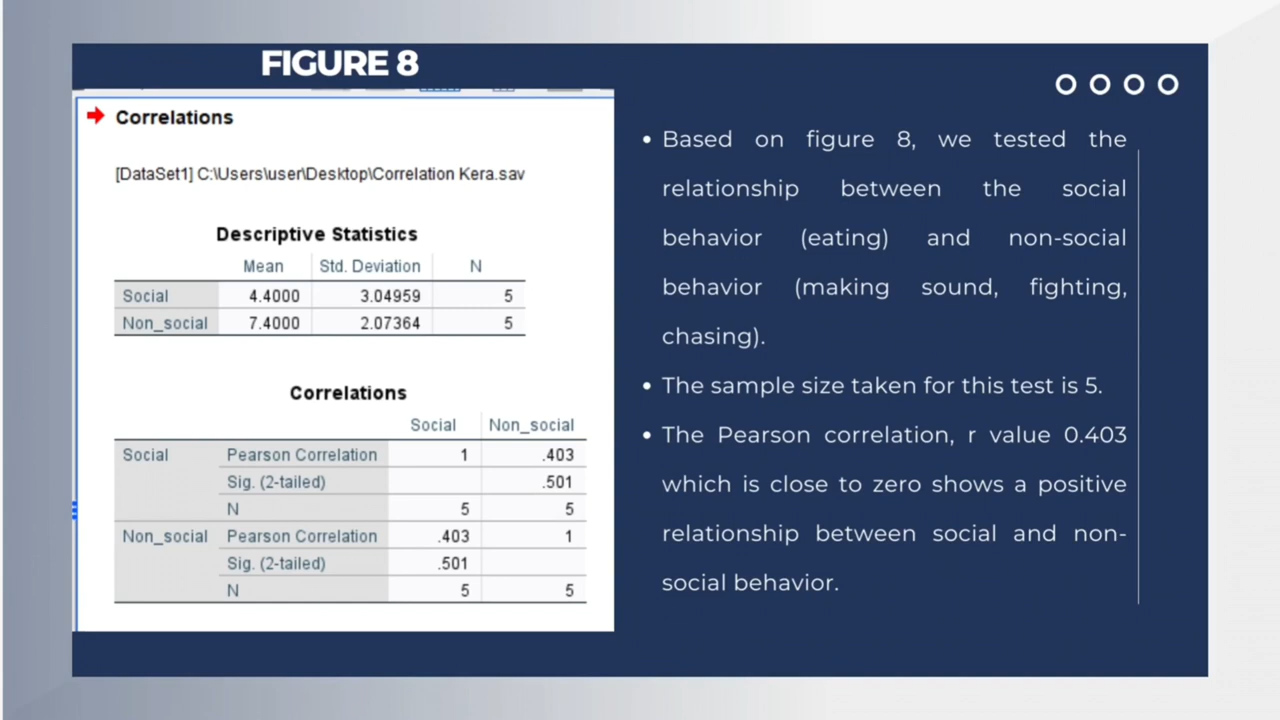 FIGURE 8
Correlations
[DataSet1] C:\Users\user\Desktop\Correlation Kera.sav
Descriptive Statistics
Mean Std. Deviation N
Social 4.4000 3.04959 5
Non_social 7.4000 2.07364 5
Correlations
Social Non_social
Social Pearson Correlation 1 .403
Sig. (2-tailed) .501
N 5 5
Non_social Pearson Correlation .403 1
Sig. (2-tailed) .501
N 5 5
• Based on figure 8, we tested the
relationship between the social
behavior (eating) and non-social
behavior (making sound, fighting,
chasing).
• The sample size taken for this test is 5.
• The Pearson correlation, r value 0.403
which is close to zero shows a positive
relationship between social and non-
social behavior.